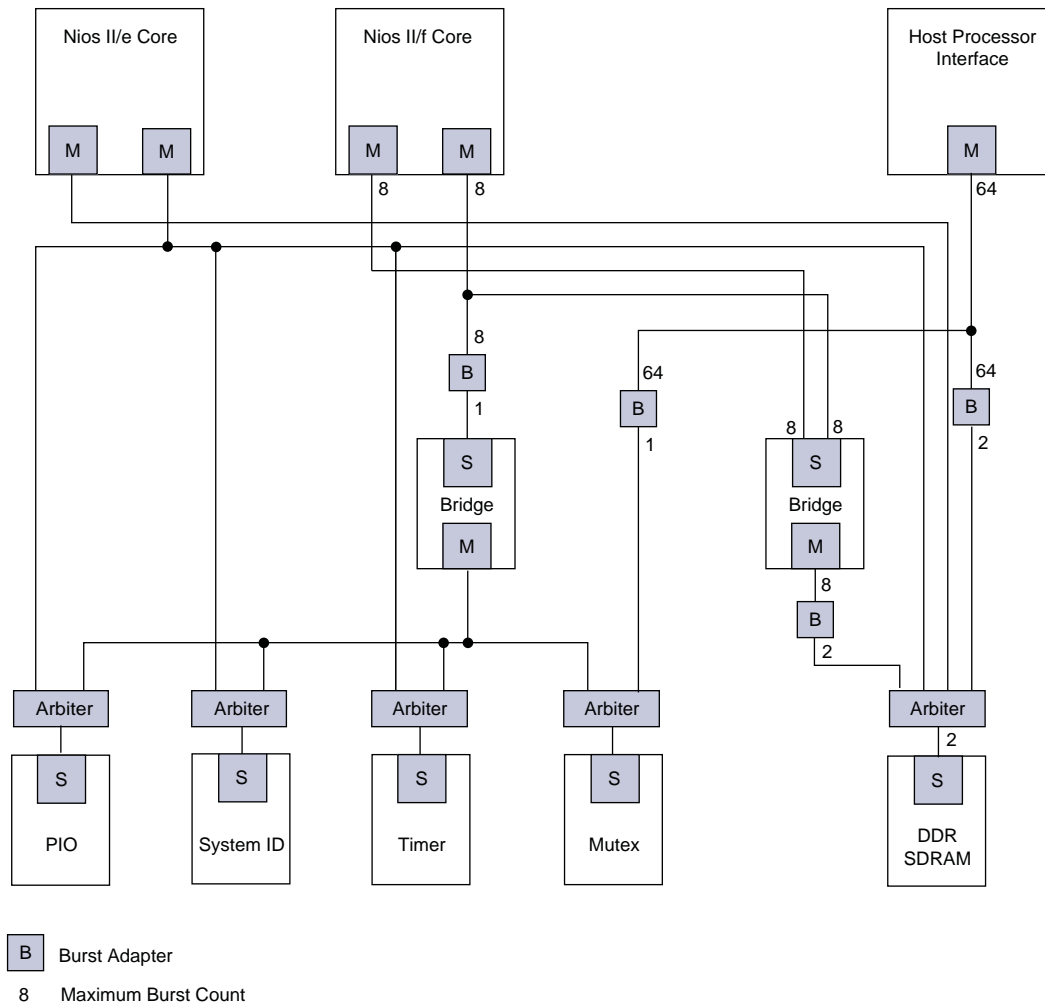 Nios II/e Core
Nios II/f Core
Host Processor
Interface
M
M
M
M
M
8
8
64
8
64
64
B
B
B
1
1
2
8
8
S
S
Bridge
Bridge
M
M
8
B
2
Arbiter
Arbiter
Arbiter
Arbiter
Arbiter
2
S
S
S
S
S
PIO
System ID
Timer
Mutex
DDR
SDRAM
B Burst Adapter
8 Maximum Burst Count